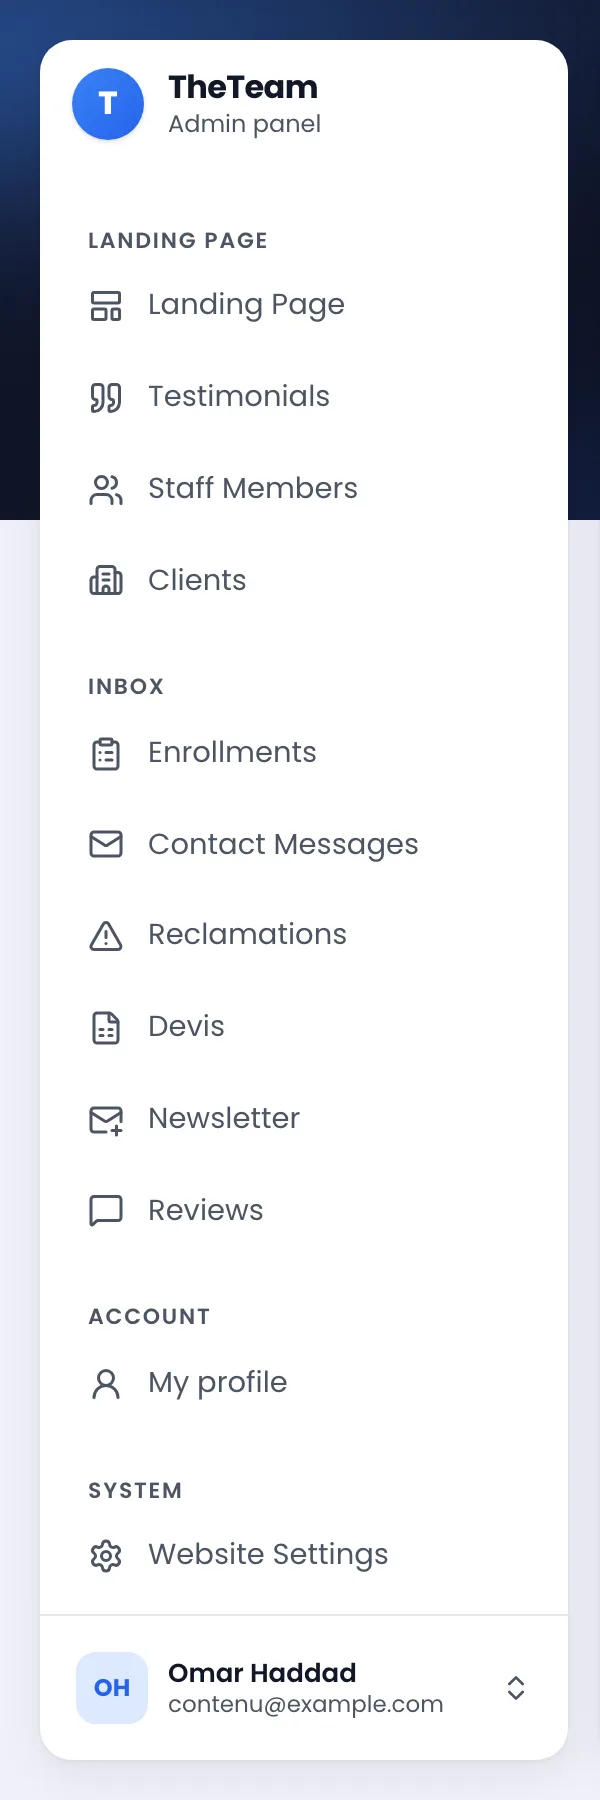 T
TheTeam
Admin panel
LANDING PAGE
Landing Page
Testimonials
Staff Members
Clients
INBOX
Enrollments
Contact Messages
Reclamations
Devis
Newsletter
Reviews
ACCOUNT
My profile
SYSTEM
Website Settings
OH
Omar Haddad
contenu@example.com